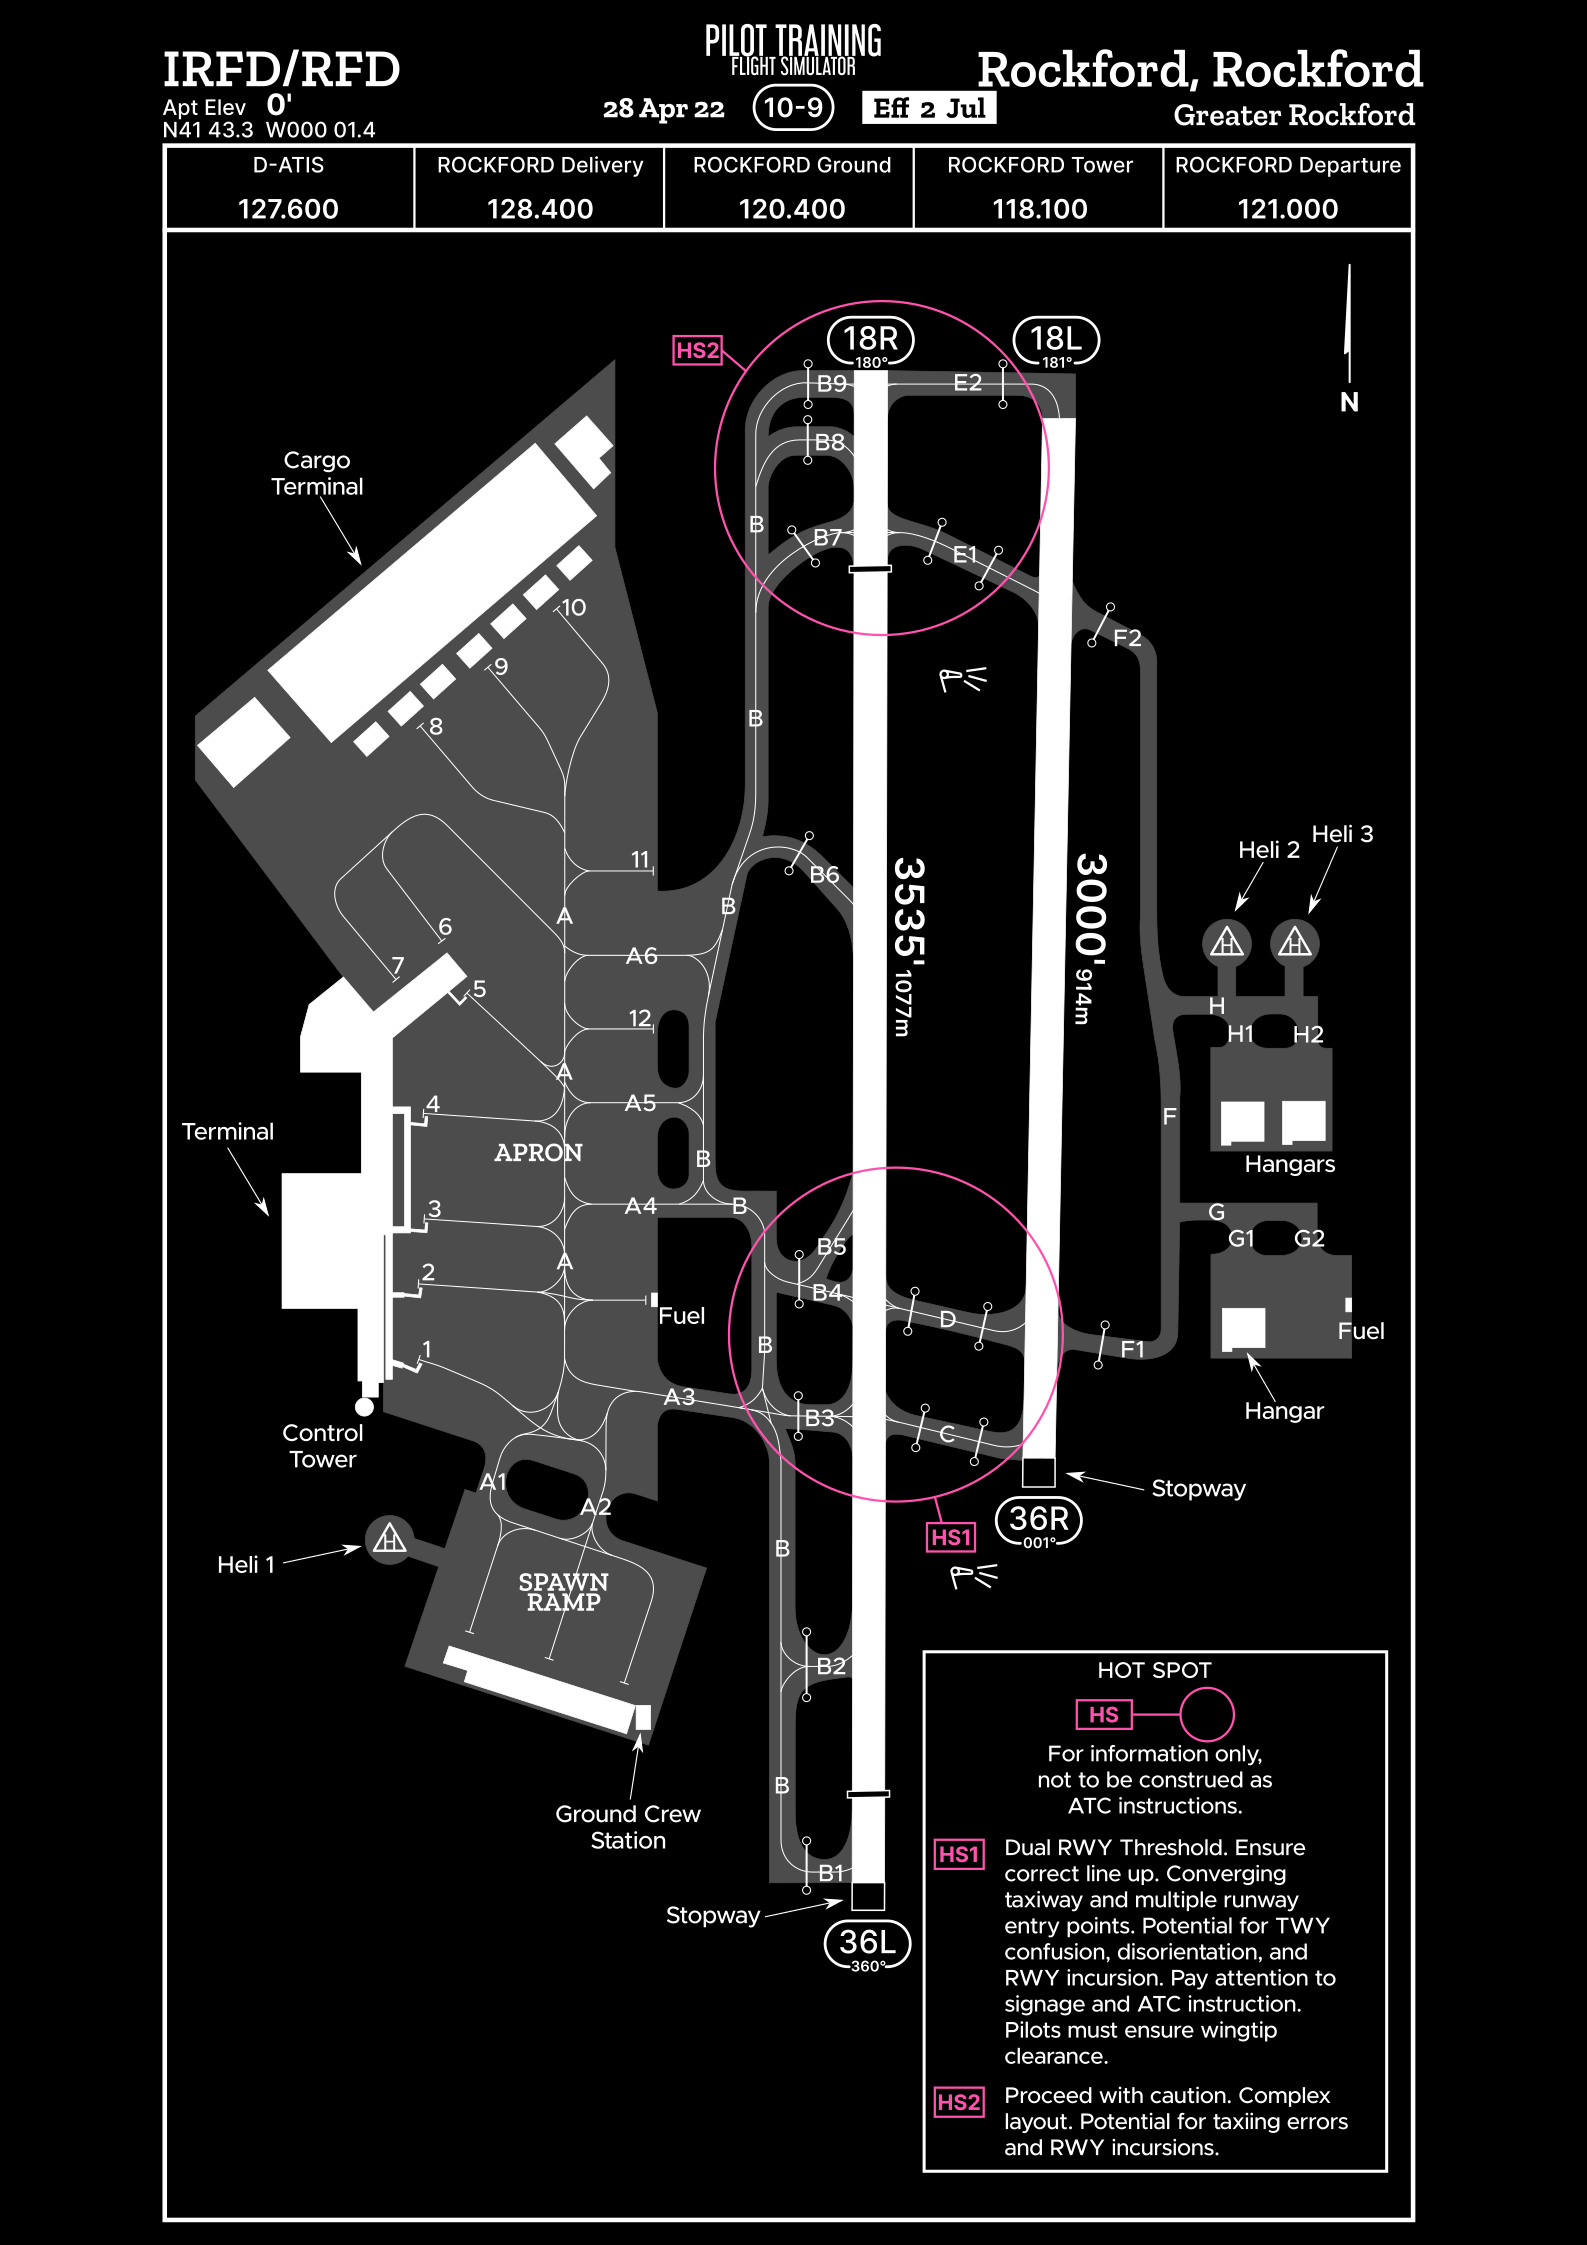 PILOT TRAINING
FLIGHT SIMULATOR
IRFD/RFD
Apt Elev 0'
N41 43.3 W000 01.4
28 Apr 22
10-9
Eff 2 Jul
Rockford, Rockford
Greater Rockford
D-ATIS
127.600
ROCKFORD Delivery
128.400
ROCKFORD Ground
120.400
ROCKFORD Tower
118.100
ROCKFORD Departure
121.000
N
HS2
18R
180°
18L
181°
B9
E2
B8
B
B7
E1
F2
Cargo
Terminal
10
9
8
B
11
B6
A
B
A6
6
7
5
12
A
3535' 1077m
3000' 914m
Heli 2
Heli 3
H
H
H
H1
H2
F
Hangars
4
A5
Terminal
APRON
B
3
A4
B
G
G1
G2
B5
A
2
B4
D
Fuel
Fuel
B
F1
1
A3
B3
C
Hangar
Control
Tower
A1
A2
Stopway
36R
001°
HS1
H
Heli 1
B
SPAWN
RAMP
B2
B
Ground Crew
Station
B1
Stopway
36L
360°
HOT SPOT
HS
For information only,
not to be construed as
ATC instructions.
HS1
Dual RWY Threshold. Ensure
correct line up. Converging
taxiway and multiple runway
entry points. Potential for TWY
confusion, disorientation, and
RWY incursion. Pay attention to
signage and ATC instruction.
Pilots must ensure wingtip
clearance.
HS2
Proceed with caution. Complex
layout. Potential for taxiing errors
and RWY incursions.